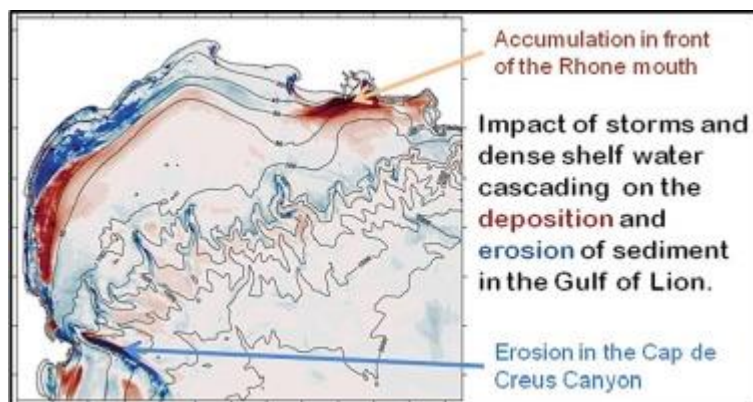 Accumulation in front
of the Rhone mouth
Impact of storms and
dense shelf water
cascading on the
deposition and
erosion of sediment
in the Gulf of Lion.
Erosion in the Cap de
Creus Canyon